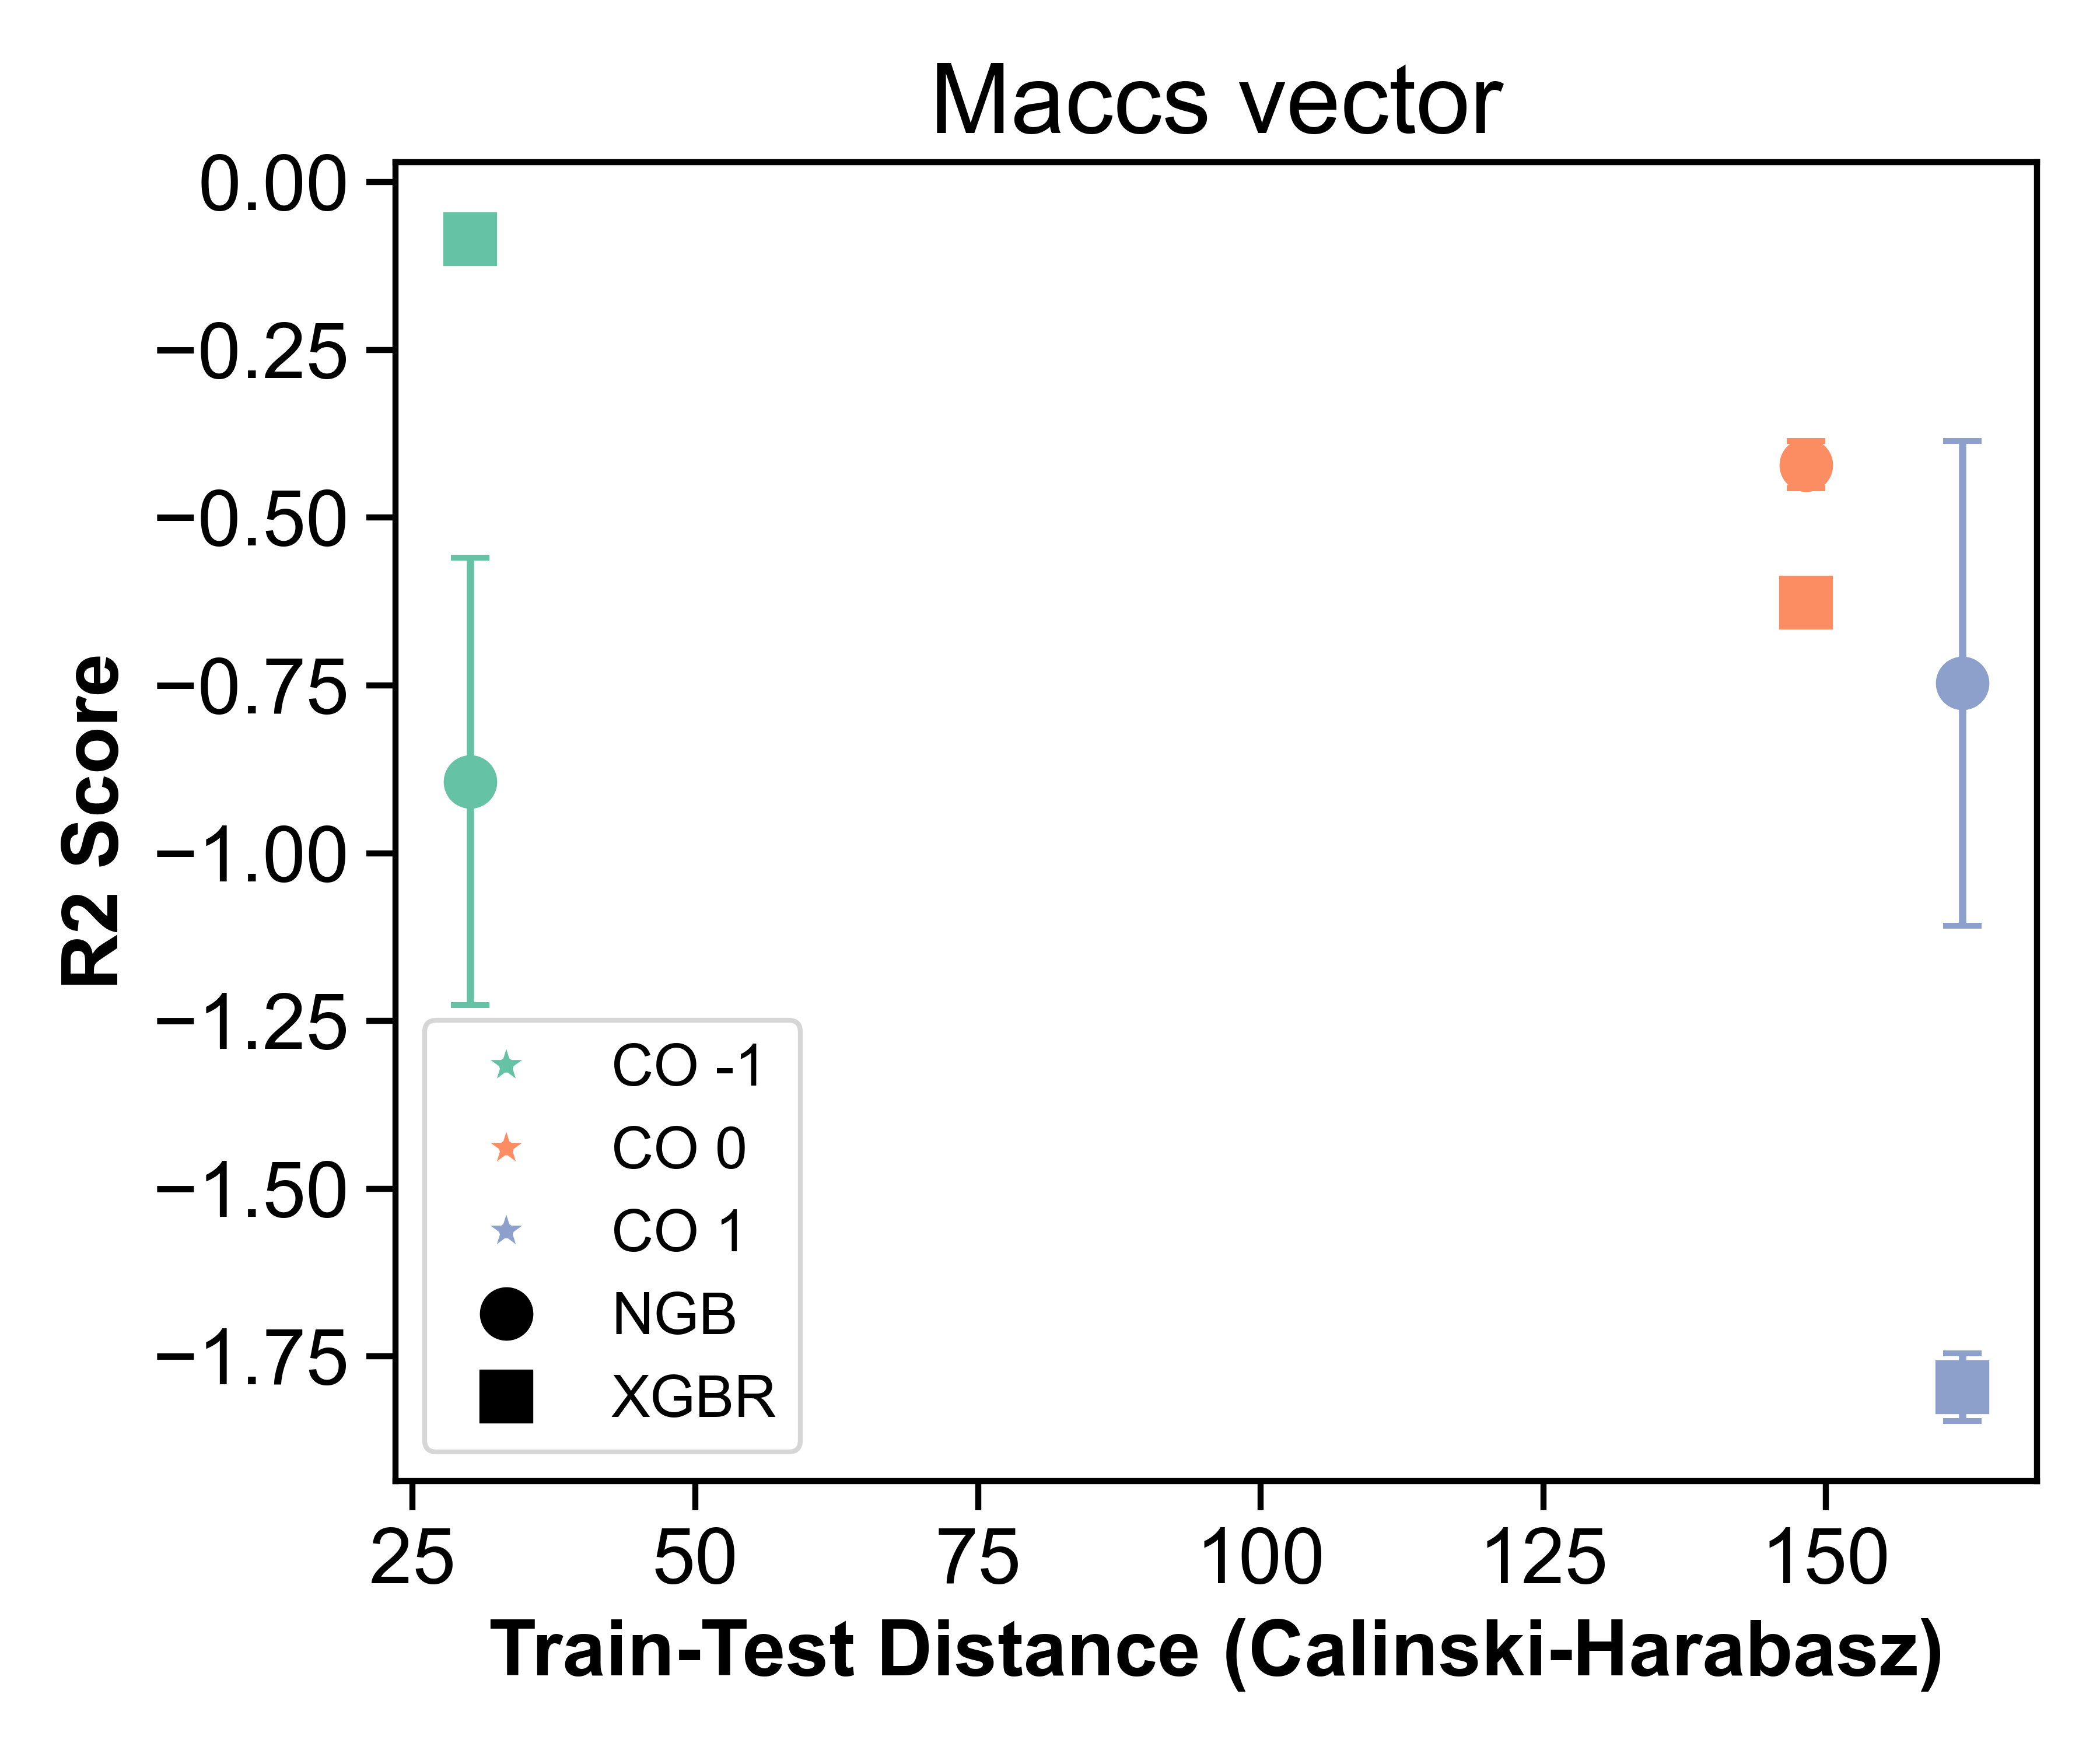 Maccs vector
0.00
−0.25
−0.50
−0.75
−1.00
−1.25
−1.50
−1.75
R2 Score
CO -1
CO 0
CO 1
NGB
XGBR
25 50 75 100 125 150
Train-Test Distance (Calinski-Harabasz)